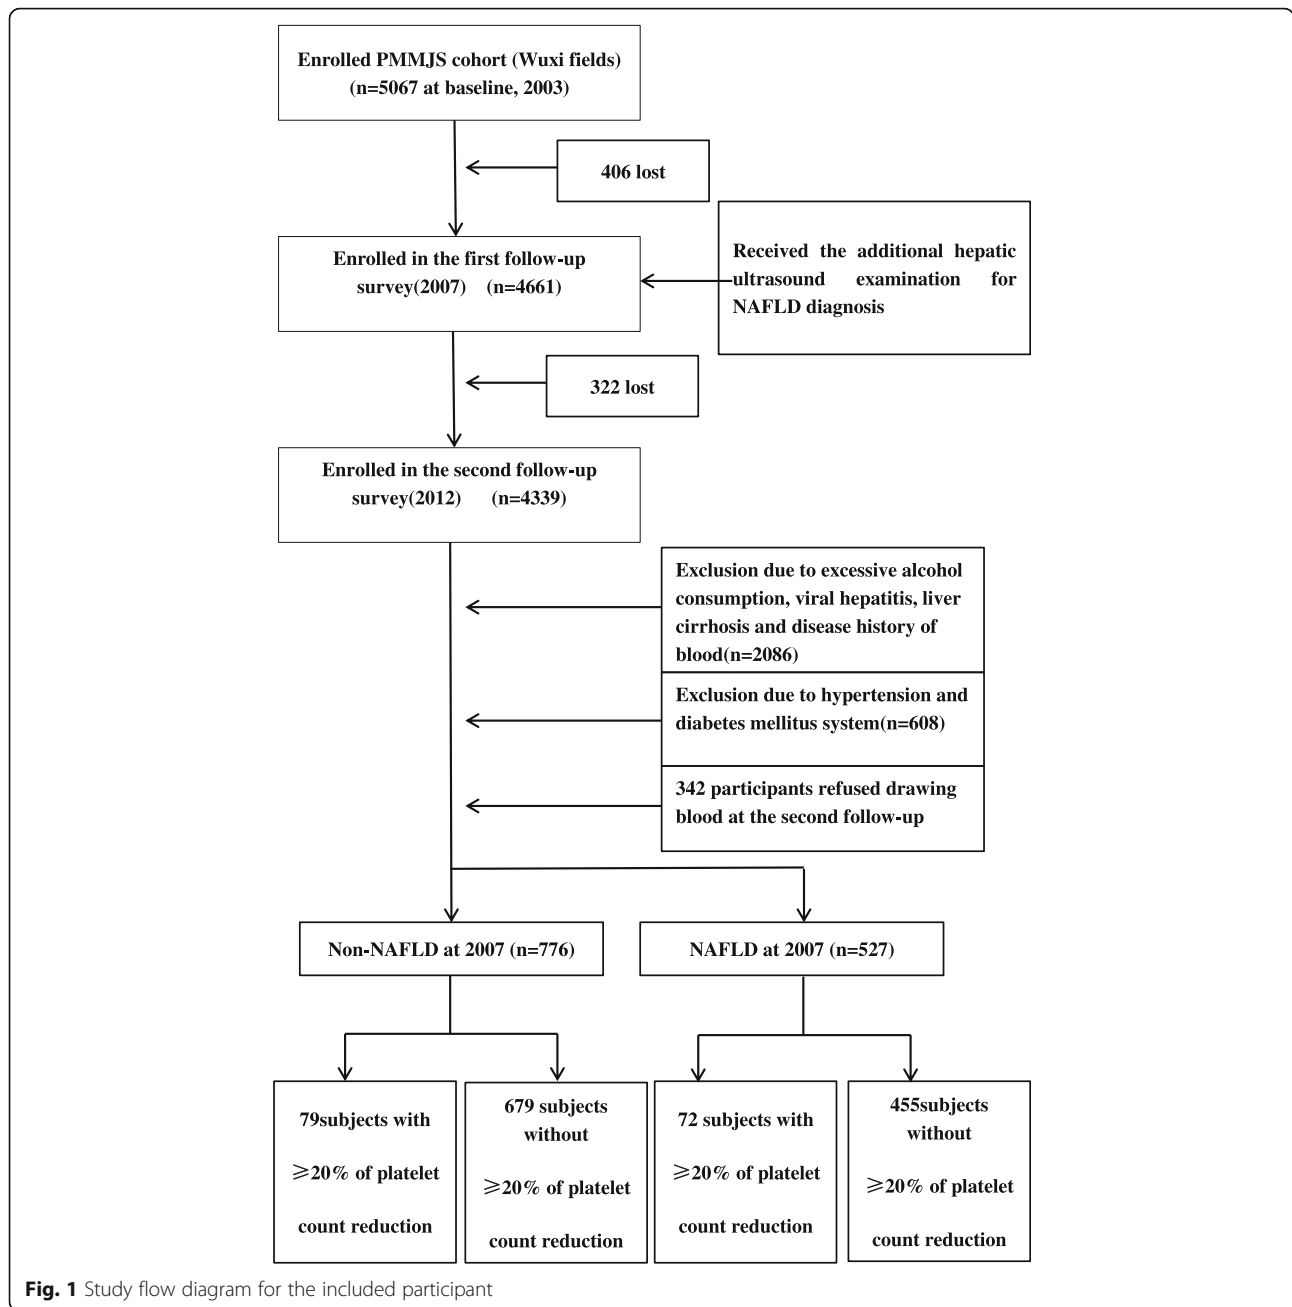 Enrolled PMMJS cohort (Wuxi fields)
(n=5067 at baseline, 2003)
406 lost
Enrolled in the first follow-up
survey(2007) (n=4661)
Received the additional hepatic
ultrasound examination for
NAFLD diagnosis
322 lost
Enrolled in the second follow-up
survey(2012) (n=4339)
Exclusion due to excessive alcohol
consumption, viral hepatitis, liver
cirrhosis and disease history of
blood(n=2086)
Exclusion due to hypertension and
diabetes mellitus system(n=608)
342 participants refused drawing
blood at the second follow-up
Non-NAFLD at 2007 (n=776)
NAFLD at 2007 (n=527)
79subjects with
≥20% of platelet
count reduction
679 subjects
without
≥20% of platelet
count reduction
72 subjects with
≥20% of platelet
count reduction
455subjects
without
≥20% of platelet
count reduction
Fig. 1 Study flow diagram for the included participant